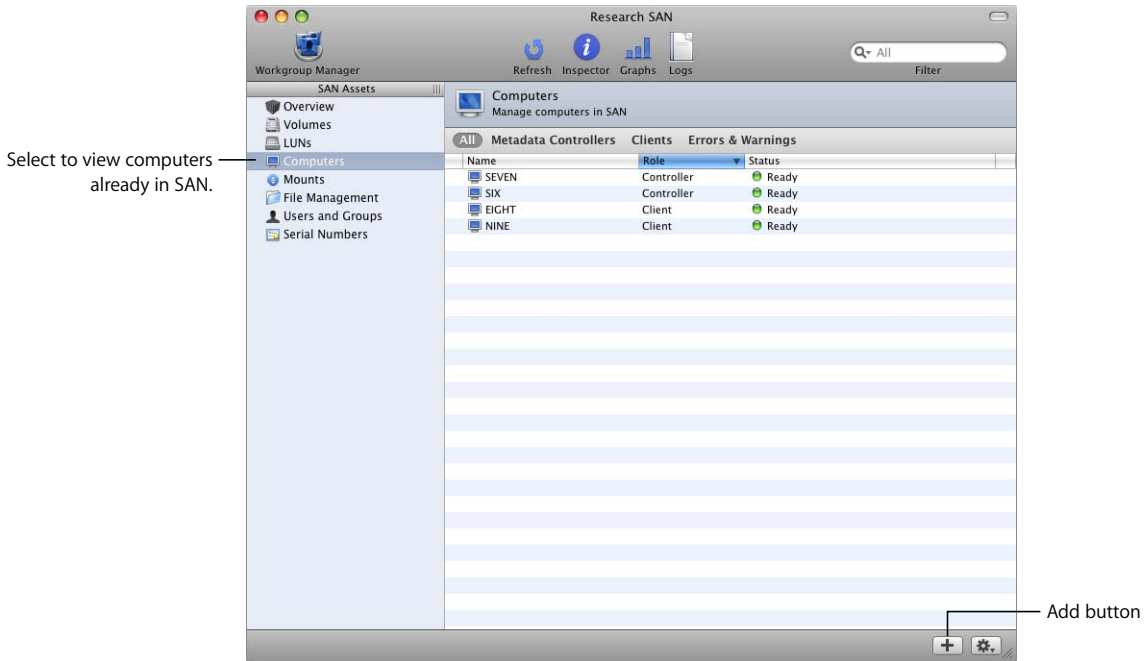 Research SAN
Workgroup Manager
Refresh Inspector Graphs Logs
All
Filter
SAN Assets
Overview
Volumes
LUNs
Computers
Mounts
File Management
Users and Groups
Serial Numbers
Select to view computers
already in SAN.
Computers
Manage computers in SAN
All Metadata Controllers Clients Errors & Warnings
Name Role Status
SEVEN Controller Ready
SIX Controller Ready
EIGHT Client Ready
NINE Client Ready
Add button